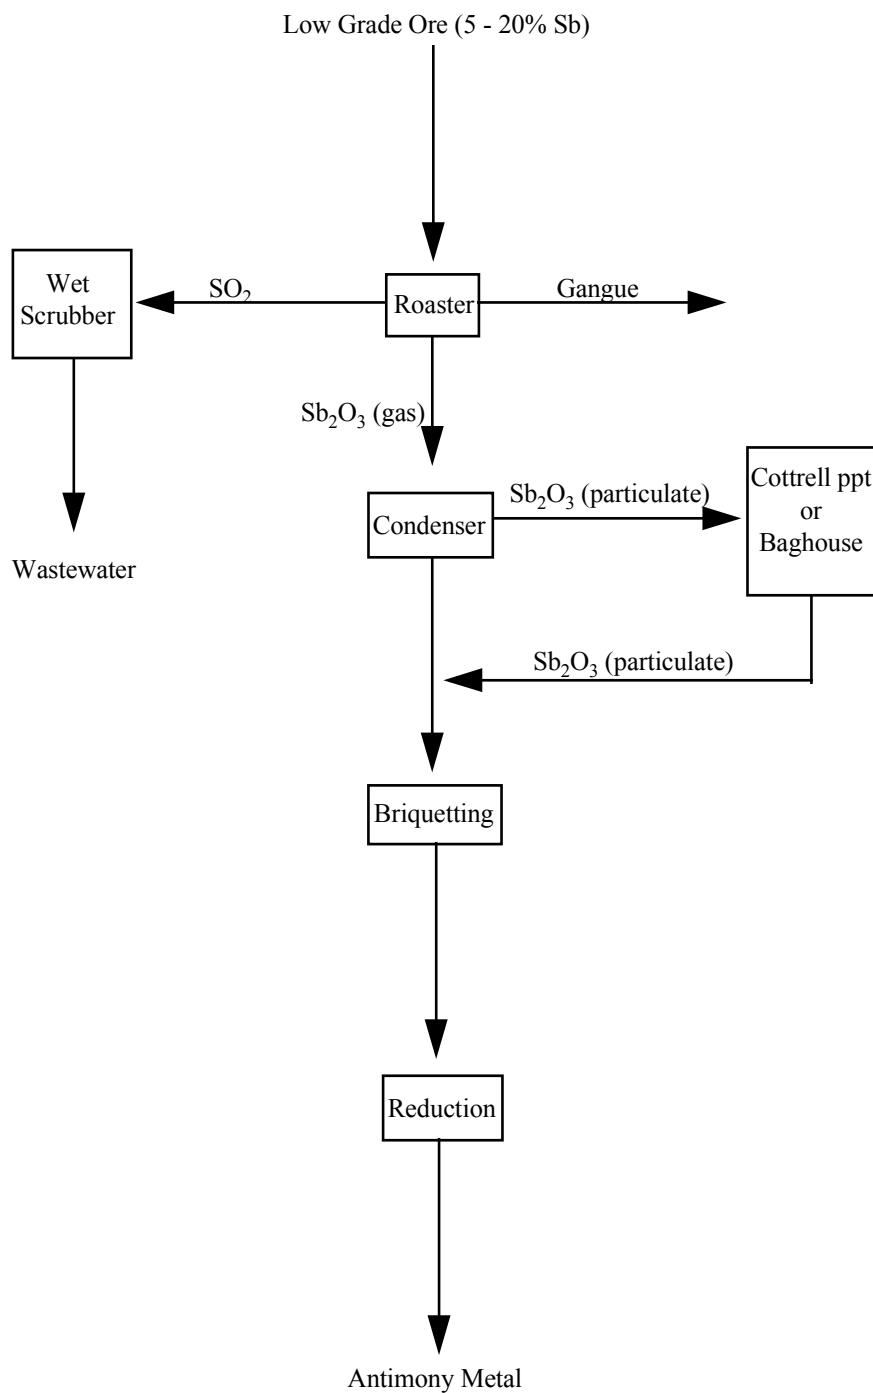 Low Grade Ore (5 - 20% Sb)
Wet
Scrubber
SO₂
Roaster
Gangue
Sb₂O₃ (gas)
Condenser
Sb₂O₃ (particulate)
Cottrell ppt
or
Baghouse
Wastewater
Sb₂O₃ (particulate)
Briquetting
Reduction
Antimony Metal